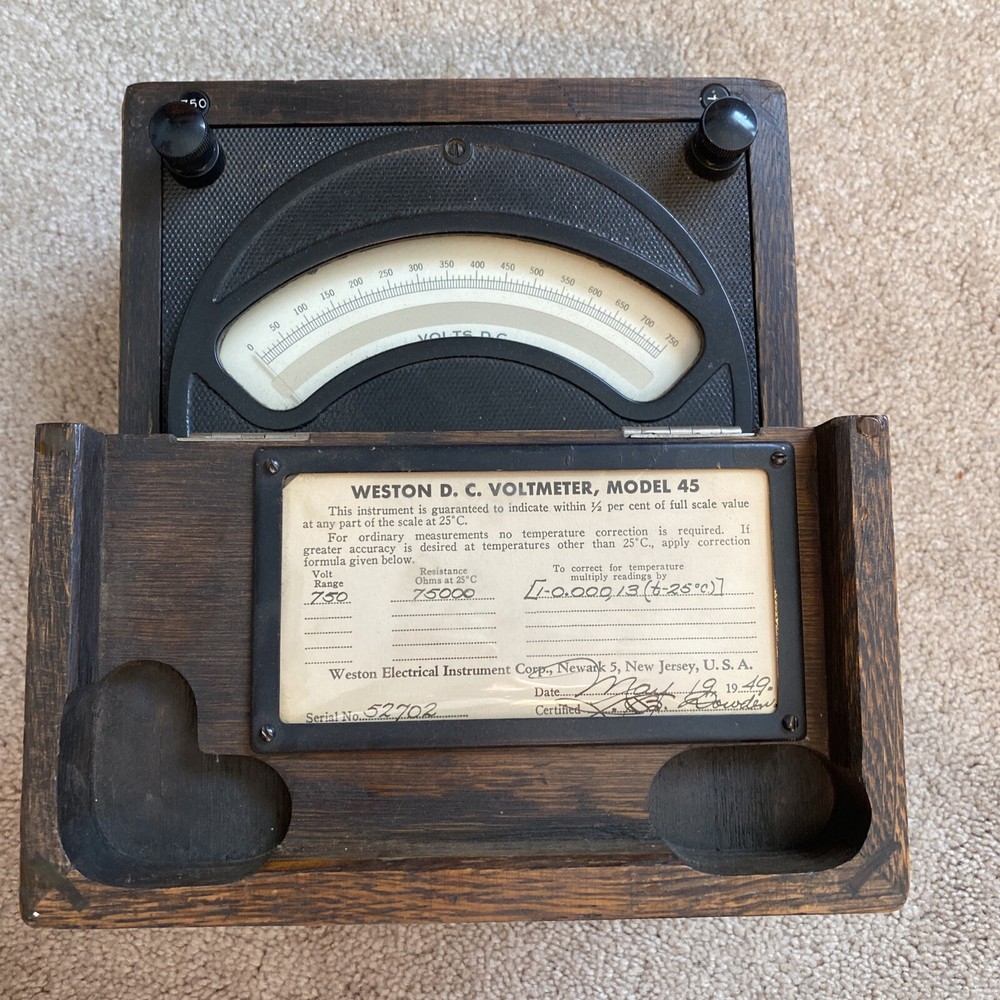 750
0 50 100 150 200 250 300 350 400 450 500 550 600 650 700 750
VOLTS D.C.
WESTON D. C. VOLTMETER, MODEL 45
This instrument is guaranteed to indicate within ½ per cent of full scale value
at any part of the scale at 25°C.
For ordinary measurements no temperature correction is required. If
greater accuracy is desired at temperatures other than 25°C., apply correction
formula given below.
Volt
Range
Resistance
Ohms at 25°C
To correct for temperature
multiply readings by
750 75000 [1-0.00013(t-25°C)]
Weston Electrical Instrument Corp., Newark 5, New Jersey, U. S. A.
Date May 19 1949.
Serial No. 52702 Certified